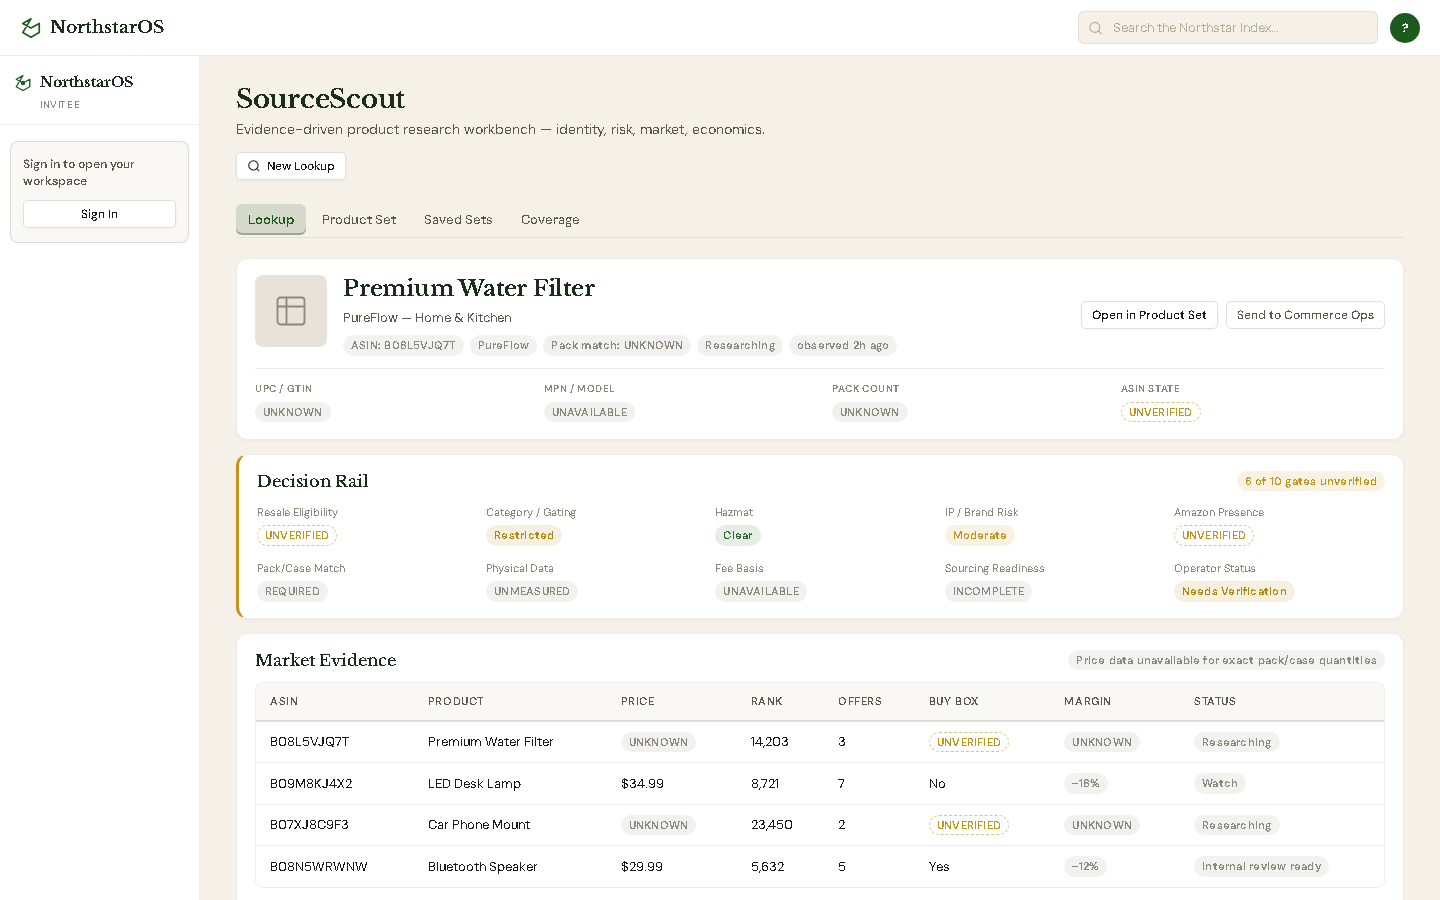 NorthstarOS
Search the Northstar Index...
?
NorthstarOS
INVITEE
Sign in to open your
workspace
Sign In
SourceScout
Evidence-driven product research workbench — identity, risk, market, economics.
New Lookup
Lookup Product Set Saved Sets Coverage
Premium Water Filter
PureFlow — Home & Kitchen
ASIN: B08L5VJQ7T PureFlow Pack match: UNKNOWN Researching observed 2h ago
Open in Product Set Send to Commerce Ops
UPC / GTIN MPN / MODEL PACK COUNT ASIN STATE
UNKNOWN UNAVAILABLE UNKNOWN UNVERIFIED
Decision Rail 6 of 10 gates unverified
Resale Eligibility Category / Gating Hazmat IP / Brand Risk Amazon Presence
UNVERIFIED Restricted Clear Moderate UNVERIFIED
Pack/Case Match Physical Data Fee Basis Sourcing Readiness Operator Status
REQUIRED UNMEASURED UNAVAILABLE INCOMPLETE Needs Verification
Market Evidence Price data unavailable for exact pack/case quantities
ASIN PRODUCT PRICE RANK OFFERS BUY BOX MARGIN STATUS
B08L5VJQ7T Premium Water Filter UNKNOWN 14,203 3 UNVERIFIED UNKNOWN Researching
B09M8KJ4X2 LED Desk Lamp $34.99 8,721 7 No ~16% Watch
B07XJ8C9F3 Car Phone Mount UNKNOWN 23,450 2 UNVERIFIED UNKNOWN Researching
B08N5WRWNW Bluetooth Speaker $29.99 5,632 5 Yes ~12% Internal review ready